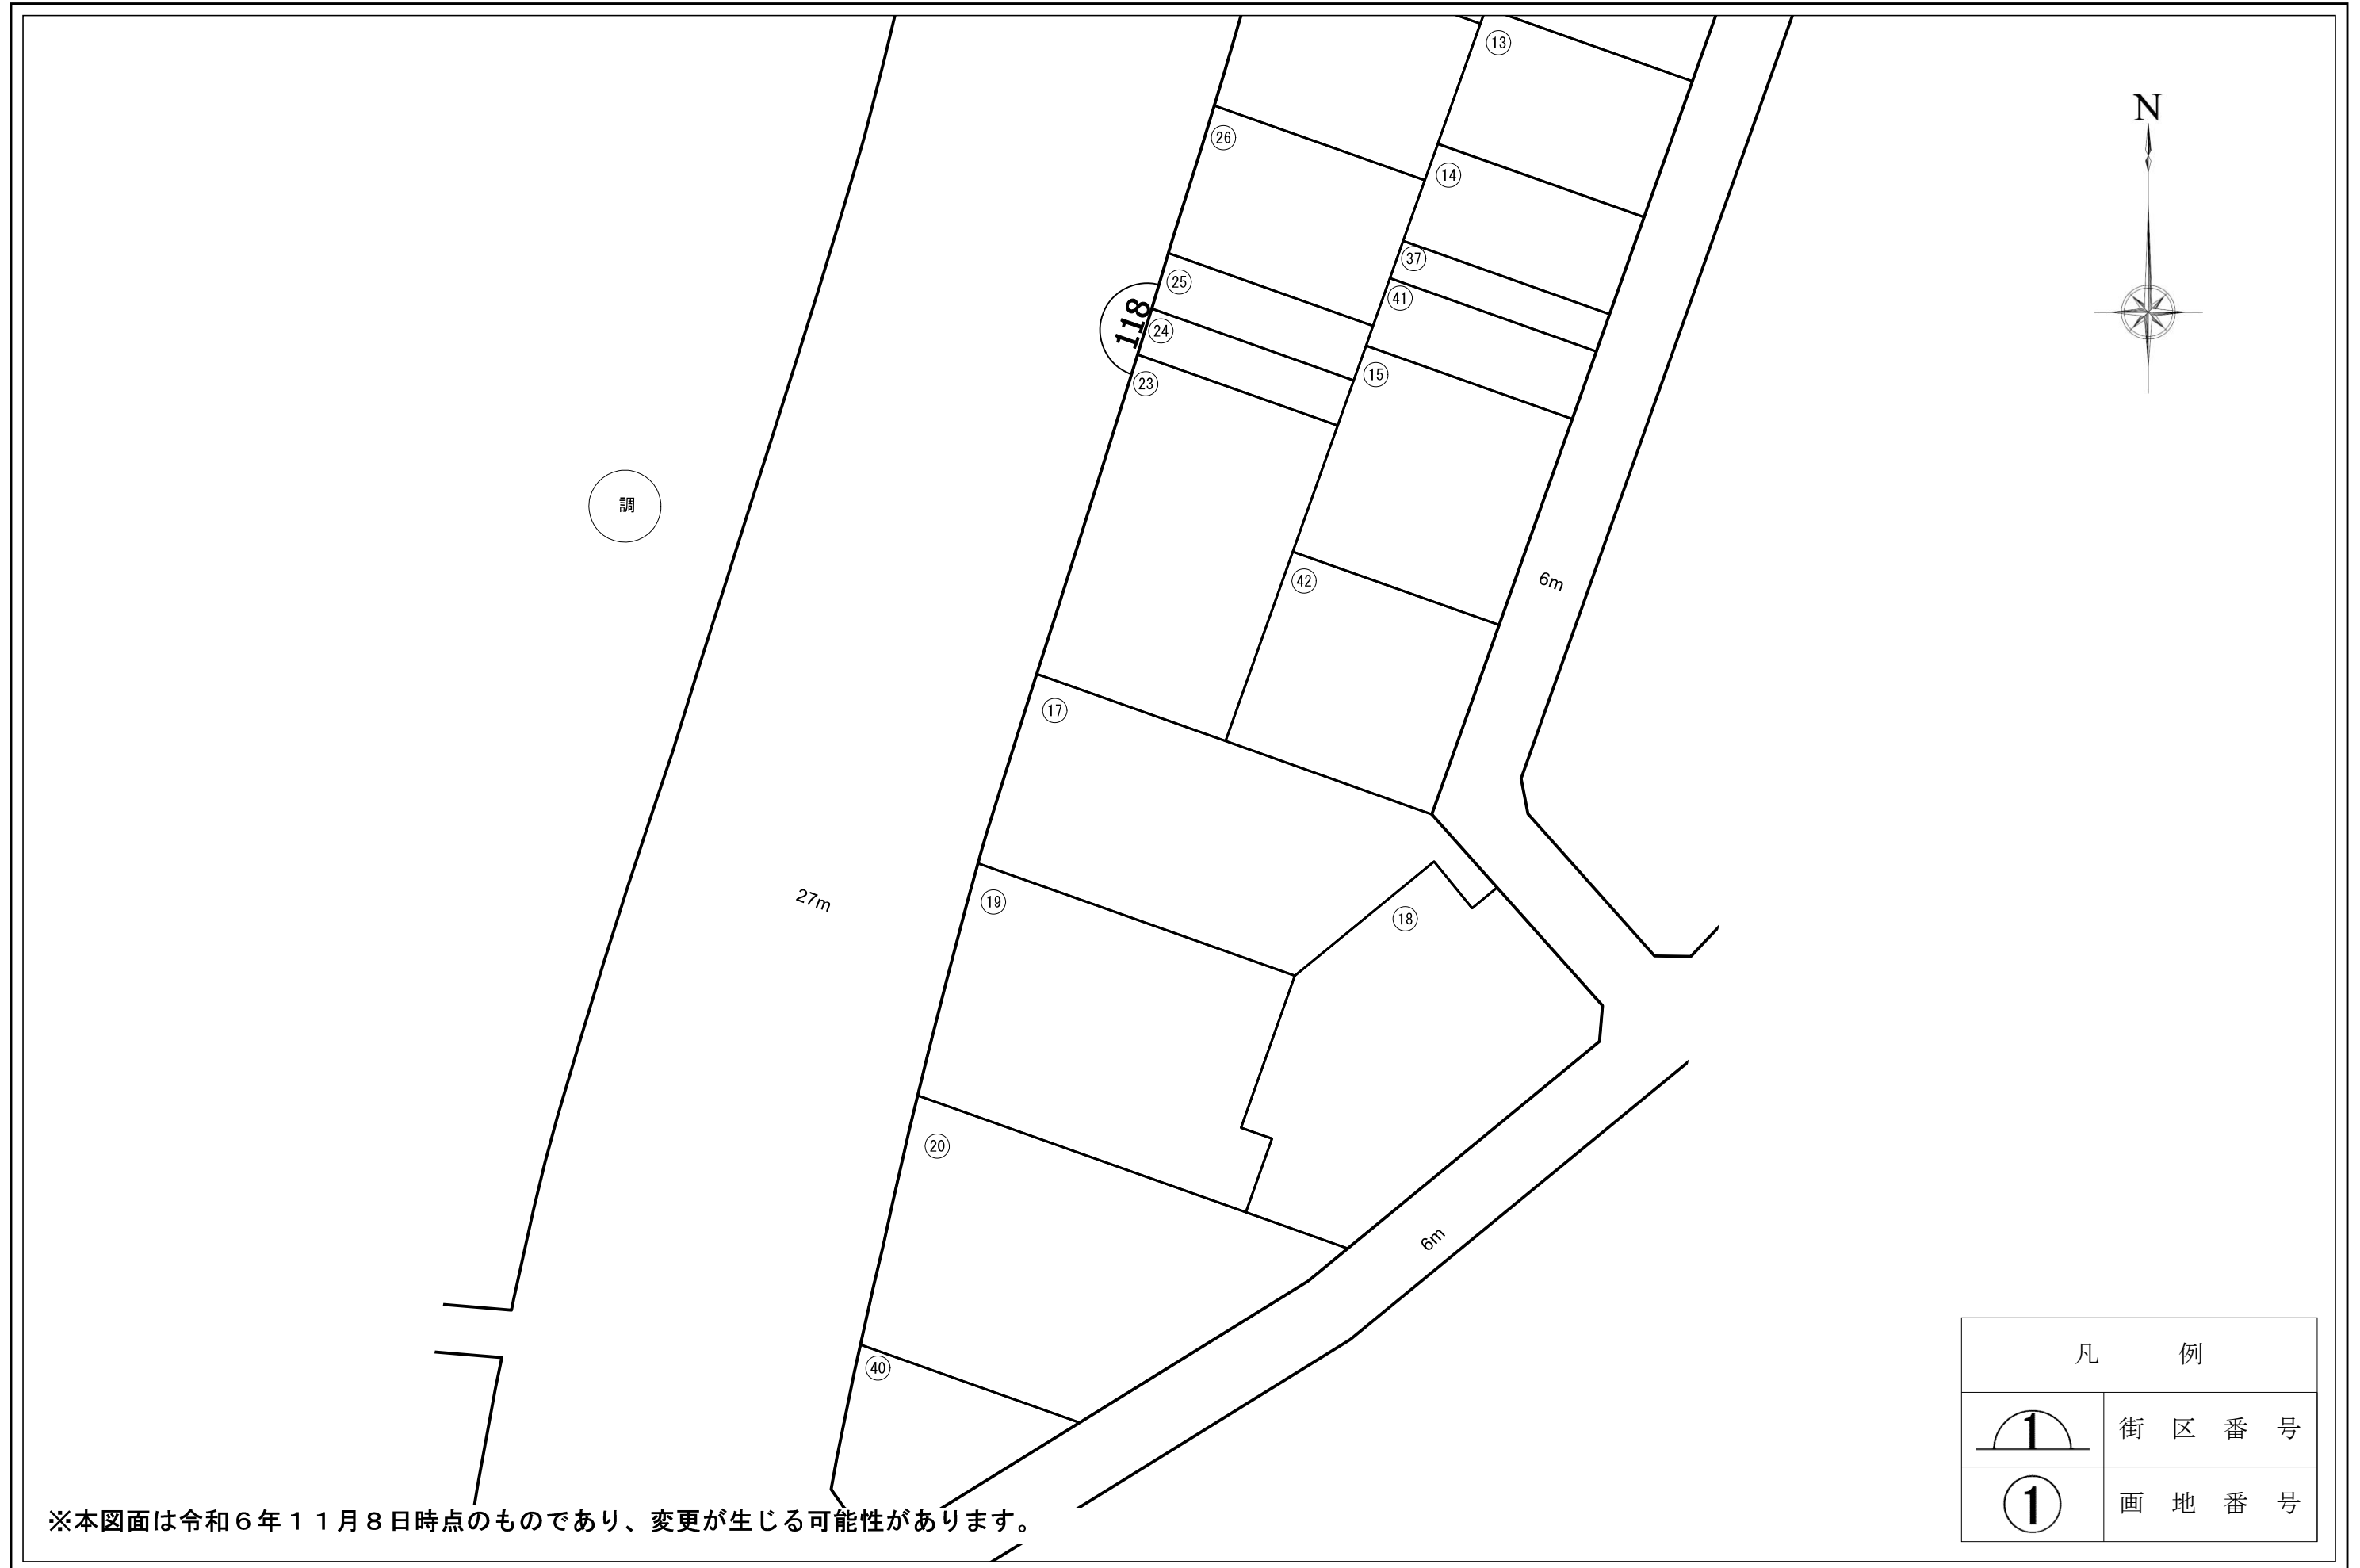 N
13
26
14
37
25
41
118
24
15
23
調
6m
42
17
27m
19
18
20
6m
40
凡 例
1 街 区 番 号
1 画 地 番 号
※本図面は令和６年１１月８日時点のものであり、変更が生じる可能性があります。